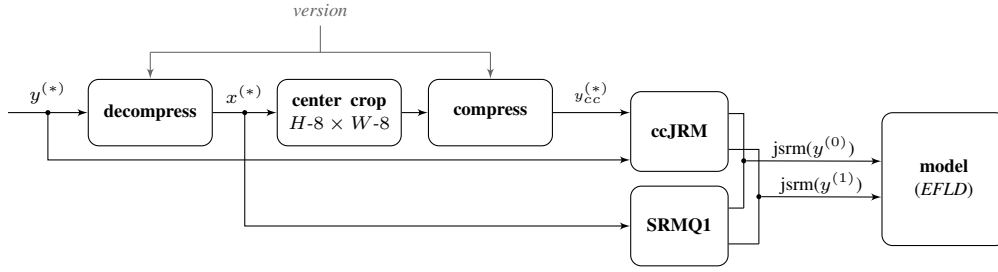 version
y^(*)
decompress
x^(*)
center crop
H-8 × W-8
compress
y_cc^(*)
ccJRM
SRMQ1
jsrm(y^(0))
jsrm(y^(1))
model
(EFLD)